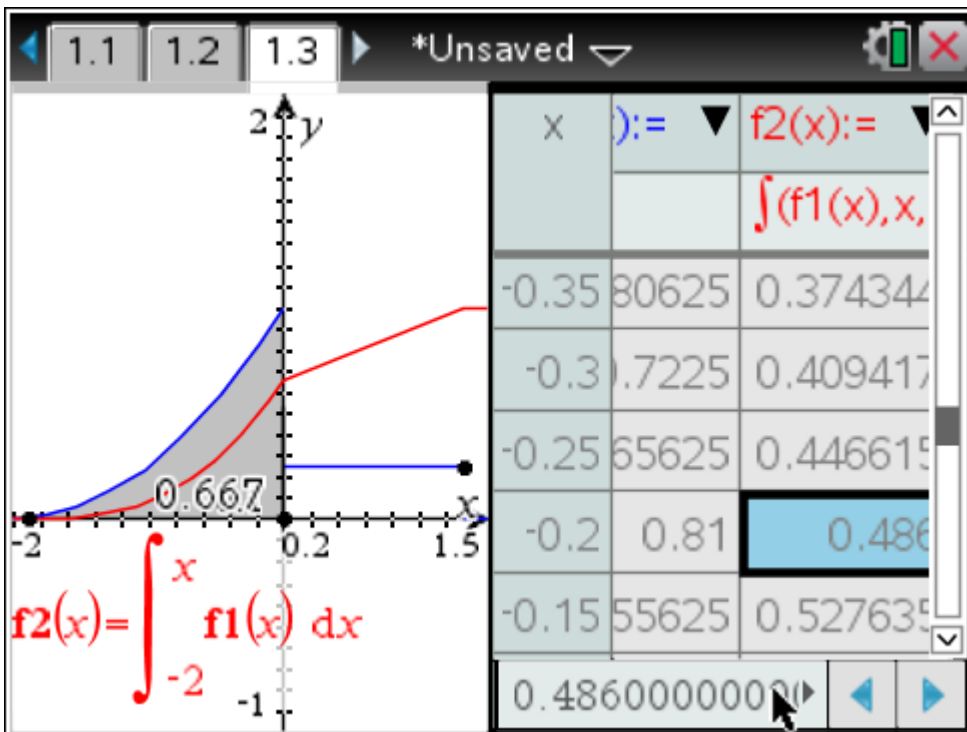 1.1 1.2 1.3 *Unsaved
2 y
0.667
x
-2 0.2 1.5
f2(x)=∫ x -2 f1(x) dx
-1
x ):= ▼ f2(x):= ▼
∫(f1(x),x,
-0.35 80625 0.374344
-0.3 .7225 0.409417
-0.25 65625 0.446615
-0.2 0.81 0.486
-0.15 55625 0.527635
0.48600000000